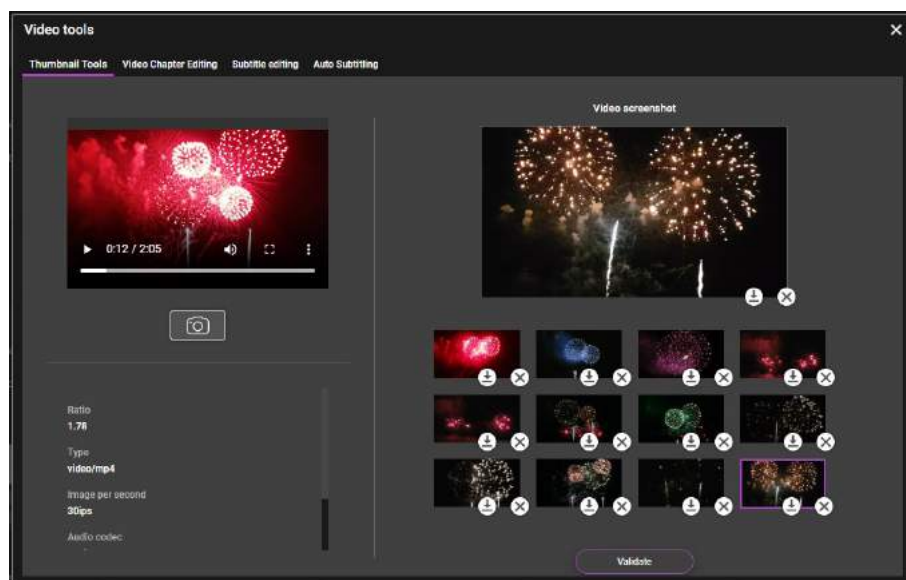 Video tools
Thumbnail Tools Video Chapter Editing Subtitle editing Auto Subtitling
Video screenshot
0:12 / 2:05
Ratio
1.78
Type
video/mp4
Image per second
30ips
Audio codec
Validate